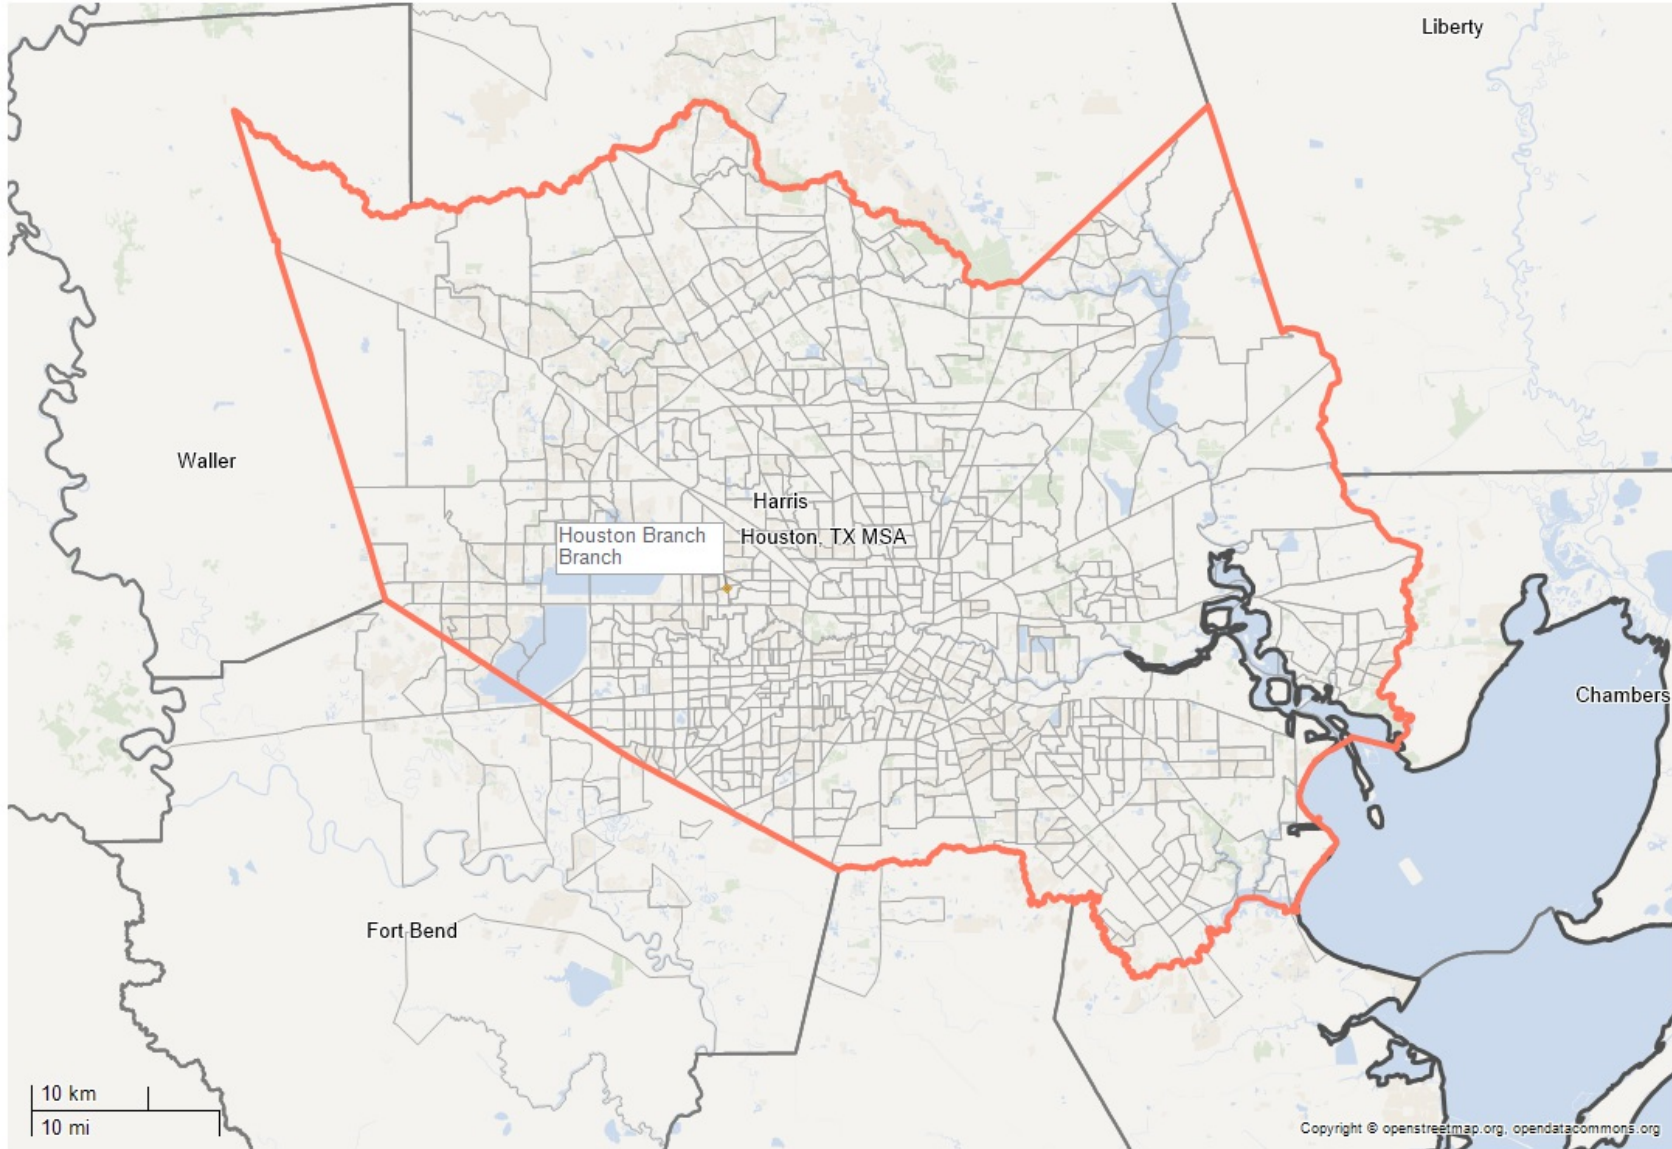 Liberty
Waller
Harris
Houston Branch
Branch
Houston, TX MSA
Chambers
Fort Bend
10 km
10 mi
Copyright © openstreetmap.org, opendatacommons.org